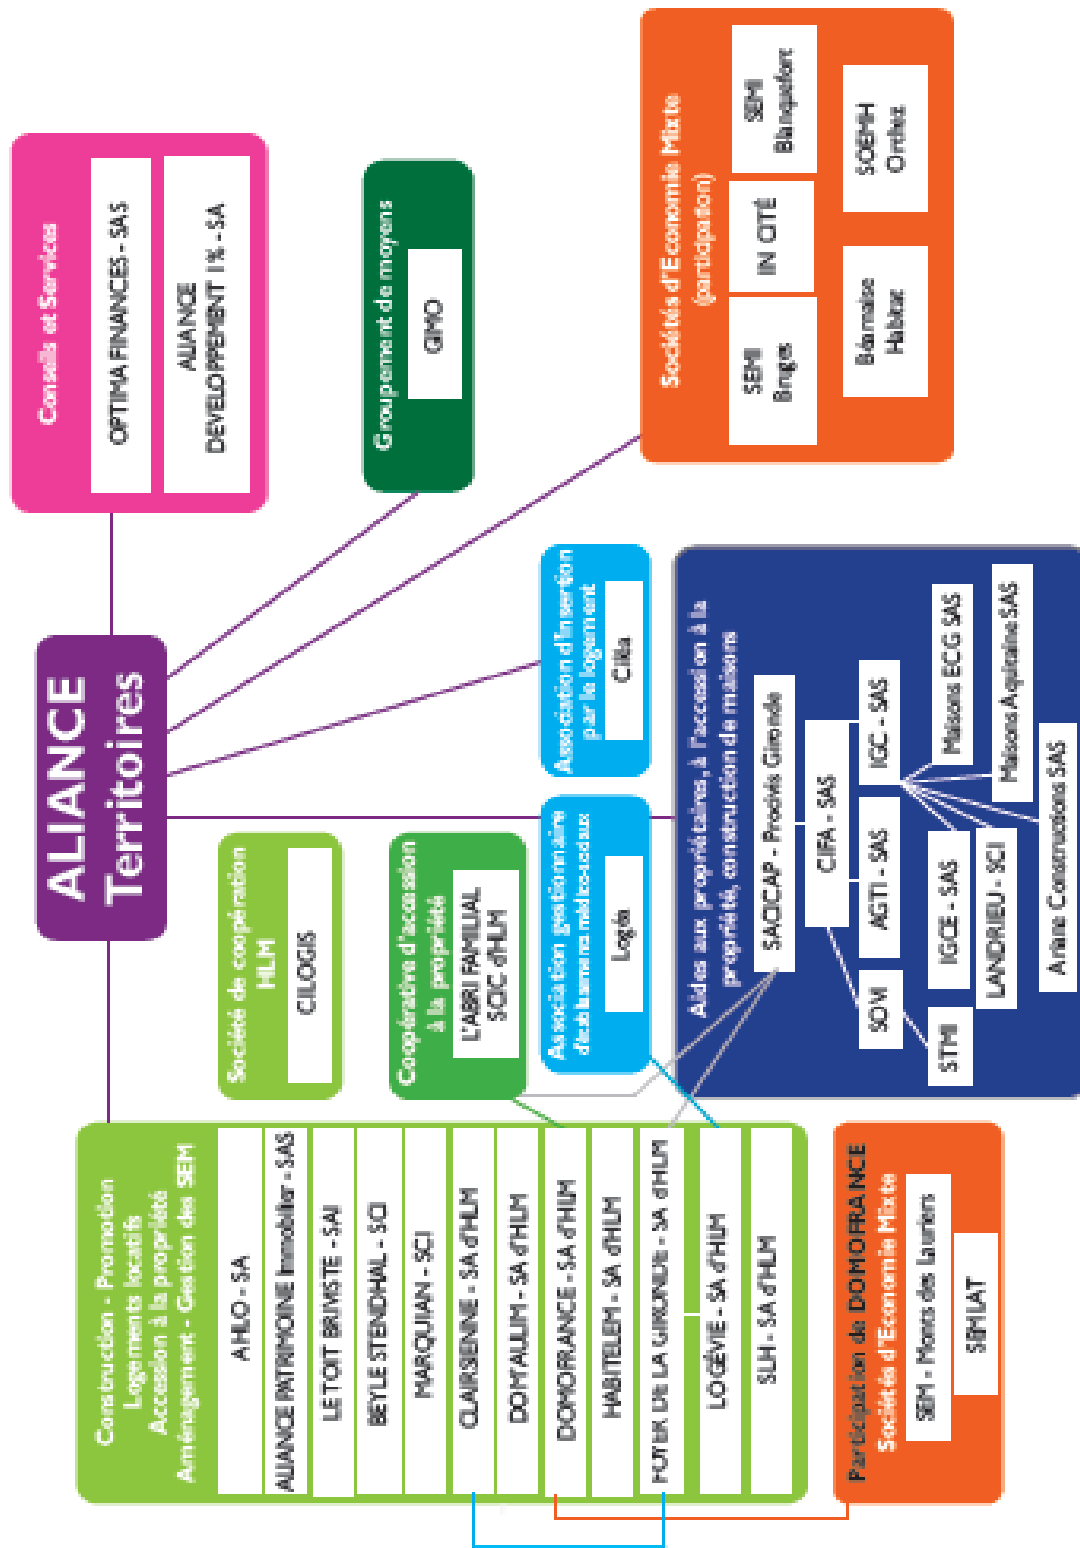 ALIANCE
Territoires
Construction - Promotion
Logements locatifs
Accession à la propriété
Aménagement - Gestion des SEM
AHLO - SA
ALIANCE PATRIMOINE Immobilier - SAS
LE TOIT BRIVISTE - SAI
BEYLE STENDHAL - SCI
MARQUIAN - SCI
CLAIRSIENNE - SA d'HLM
DOM'AULIM - SA d'HLM
DOMOFRANCE - SA d'HLM
HABITELEM - SA d'HLM
FOYER DE LA GIRONDE - SA d'HLM
LOGÉVIE - SA d'HLM
SLH - SA d'HLM
Participation de DOMOFRANCE
Sociétés d'Economie Mixte
SEM - Monts des Lauriers
SEMLAT
Société de coopération
HLM
CILOGIS
Coopérative d'accession
à la propriété
L'ABRI FAMILIAL
SCIC d'HLM
Association gestionnaire
d'établissements médico-sociaux
Logéa
Association d'insertion
par le logement
Ciléa
Aides aux propriétaires, à l'accession à la
propriété, construction de maisons
SACICAP - Procivis Gironde
CIFA - SAS
SOVI
AGTI - SAS
IGC - SAS
STMI
IGCE - SAS
Maisons ECG SAS
LANDRIEU - SCI
Maisons Aquitaine SAS
Ariane Constructions SAS
Conseils et Services
OPTIMA FINANCES - SAS
ALIANCE
DEVELOPPEMENT 1% - SA
Groupement de moyens
GIMO
Sociétés d'Economie Mixte
(participation)
SEMI
Bruges
IN CITÉ
SEMI
Blanquefort
Béarnaise
Habitat
SOEMH
Orthez